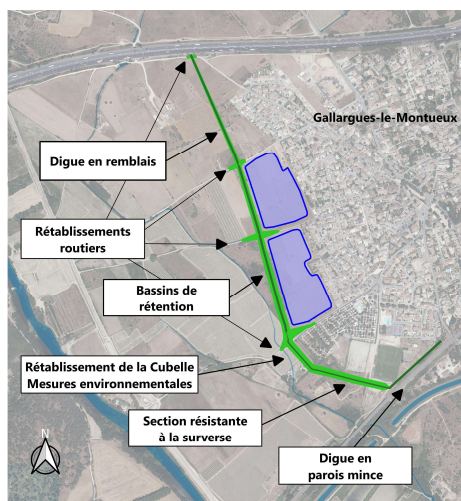 Gallargues-le-Montueux
Digue en remblais
Rétablissements
routiers
Bassins de
rétention
Rétablissement de la Cubelle
Mesures environnementales
Section résistante
à la surverse
Digue en
parois mince
N